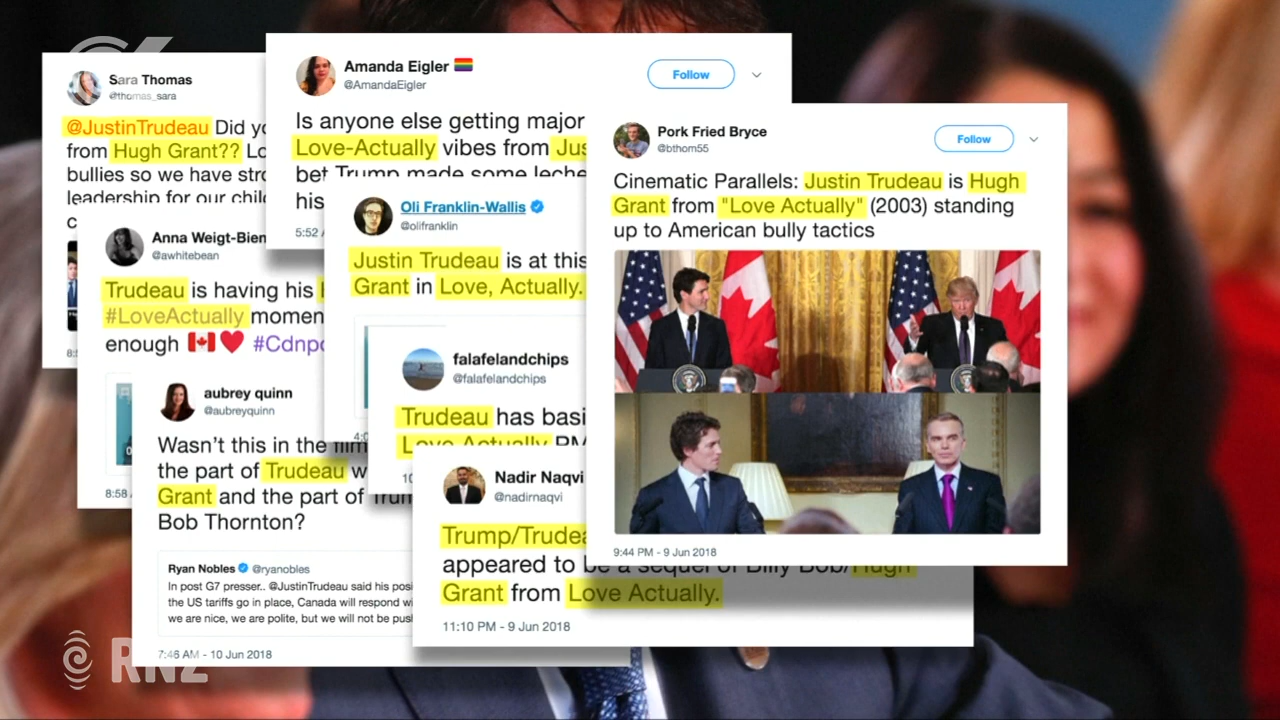 Sara Thomas
@thomas_sara
@JustinTrudeau Did
from Hugh Grant??
bullies so we have
leadership for our
Amanda Eigler
@AmandaEigler
Follow
Is anyone else getting major
Love-Actually vibes from
bet Trump made some
his
5:52
Pork Fried Bryce
@bthom55
Follow
Cinematic Parallels: Justin Trudeau is Hugh
Grant from "Love Actually" (2003) standing
up to American bully tactics
9:44 PM - 9 Jun 2018
Anna Weigt-Bien
@awhitebean
Trudeau is having his
#LoveActually momen
enough #Cdnpo
8:58
Oli Franklin-Wallis
@olifranklin
Justin Trudeau is at this
Grant in Love, Actually.
falafelandchips
@falafelandchips
Trudeau has basi
Love Actually PM
aubrey quinn
@aubreyquinn
Wasn't this in the film
the part of Trudeau w
Grant and the part of Trum
Bob Thornton?
Ryan Nobles @ryanobles
In post G7 presser.. @JustinTrudeau said his posi
the US tariffs go in place, Canada will respond wi
we are nice, we are polite, but we will not be pus
7:46 AM - 10 Jun 2018
Nadir Naqvi
@nadirnaqvi
Trump/Trudea
appeared to be a sequel of Billy Bob/Hugh
Grant from Love Actually.
11:10 PM - 9 Jun 2018
RNZ